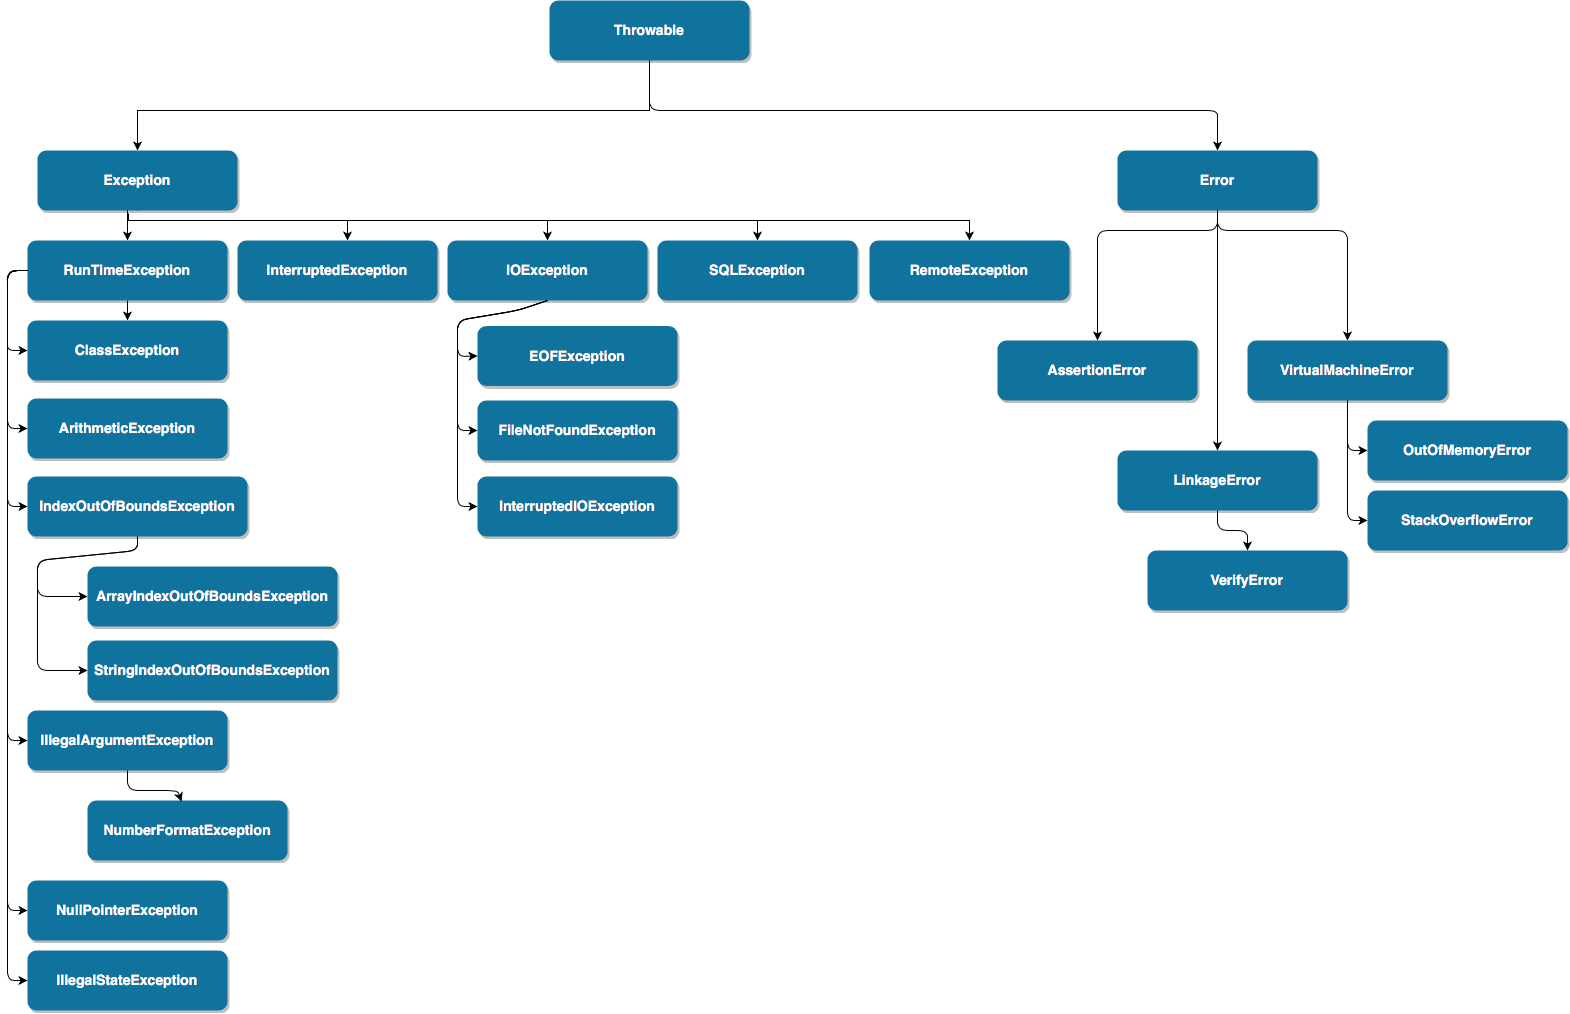 Throwable
Exception
Error
RunTimeException
InterruptedException
IOException
SQLException
RemoteException
ClassException
EOFException
AssertionError
VirtualMachineError
ArithmeticException
FileNotFoundException
OutOfMemoryError
LinkageError
IndexOutOfBoundsException
InterruptedIOException
StackOverflowError
VerifyError
ArrayIndexOutOfBoundsException
StringIndexOutOfBoundsException
IllegalArgumentException
NumberFormatException
NullPointerException
IllegalStateException